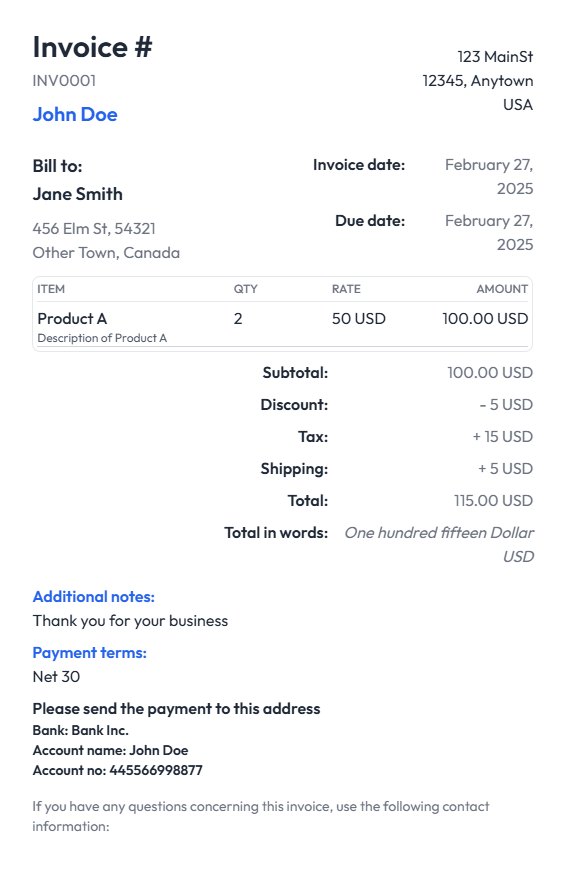 Invoice #
INV0001
John Doe
123 MainSt
12345, Anytown
USA
Bill to:
Jane Smith
456 Elm St, 54321
Other Town, Canada
Invoice date: February 27,
2025
Due date: February 27,
2025
ITEM QTY RATE AMOUNT
Product A 2 50 USD 100.00 USD
Description of Product A
Subtotal: 100.00 USD
Discount: - 5 USD
Tax: + 15 USD
Shipping: + 5 USD
Total: 115.00 USD
Total in words: One hundred fifteen Dollar
USD
Additional notes:
Thank you for your business
Payment terms:
Net 30
Please send the payment to this address
Bank: Bank Inc.
Account name: John Doe
Account no: 445566998877
If you have any questions concerning this invoice, use the following contact
information: